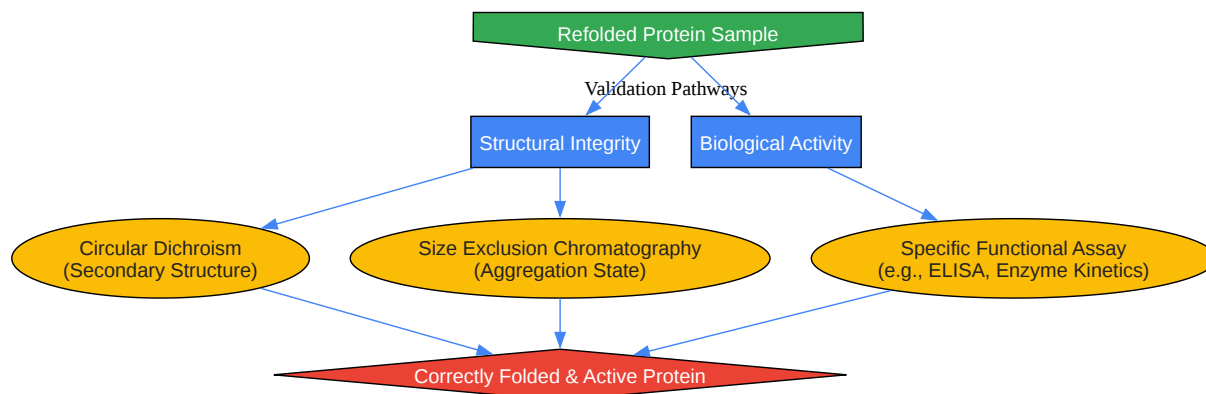 Refolded Protein Sample
Validation Pathways
Structural Integrity
Biological Activity
Circular Dichroism
(Secondary Structure)
Size Exclusion Chromatography
(Aggregation State)
Specific Functional Assay
(e.g., ELISA, Enzyme Kinetics)
Correctly Folded & Active Protein